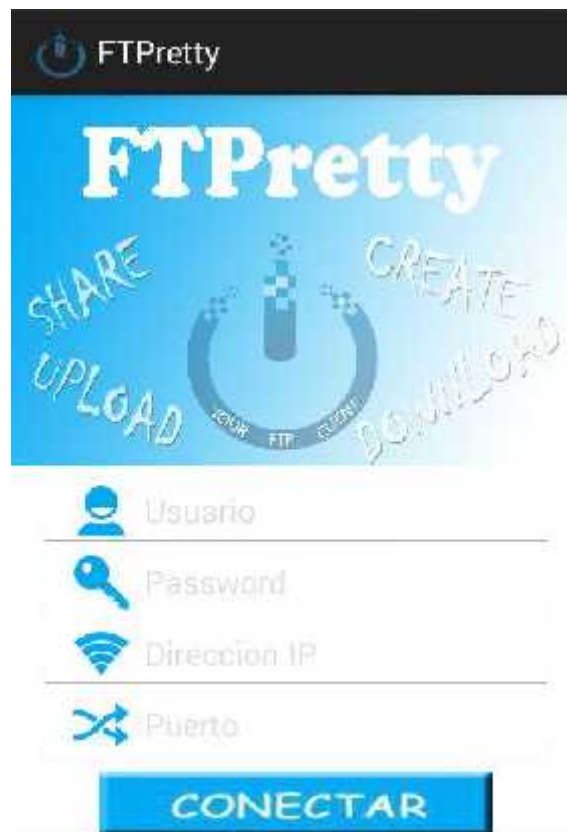 FTPretty
FTPretty
SHARE
CREATE
UPLOAD
DOWNLOAD
YOUR FTP CLIENT
Usuario
Password
Direccion IP
Puerto
CONECTAR